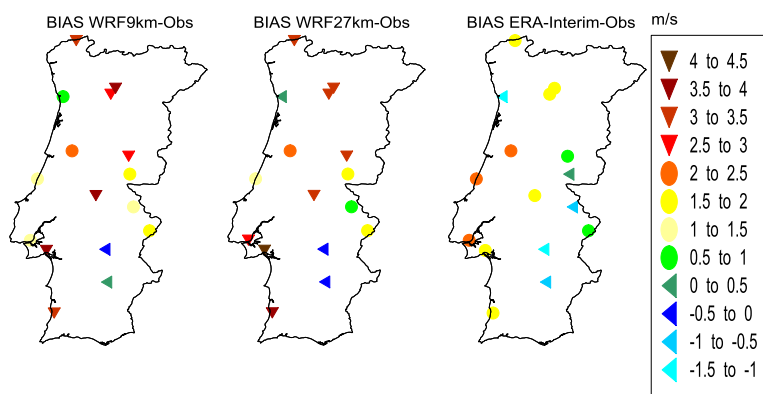 BIAS WRF9km-Obs
BIAS WRF27km-Obs
BIAS ERA-Interim-Obs
m/s
4 to 4.5
3.5 to 4
3 to 3.5
2.5 to 3
2 to 2.5
1.5 to 2
1 to 1.5
0.5 to 1
0 to 0.5
-0.5 to 0
-1 to -0.5
-1.5 to -1